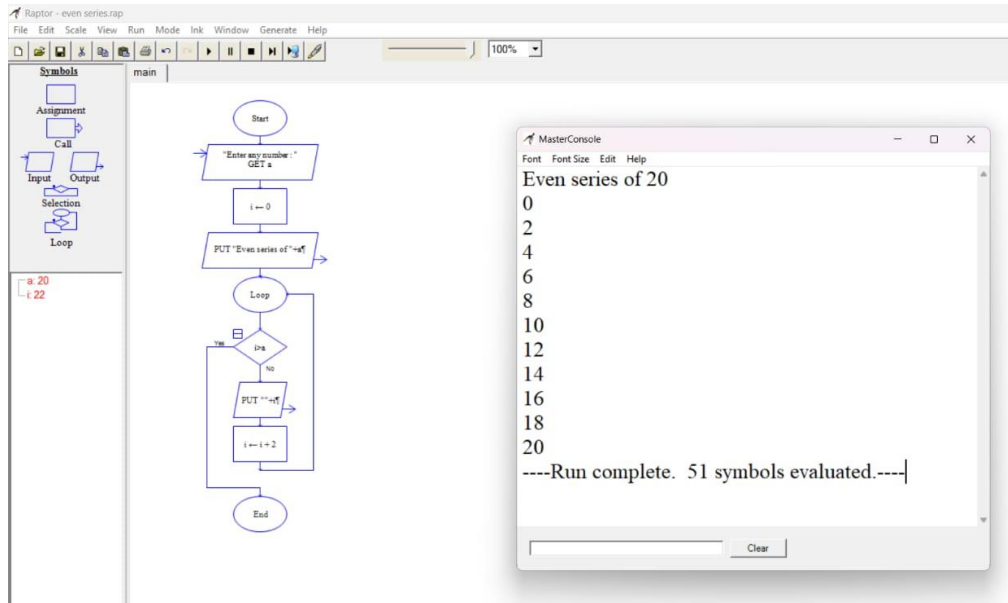 Raptor - even series.rap
File Edit Scale View Run Mode Ink Window Generate Help
100%
Symbols
Assignment
Call
Input Output
Selection
Loop
a: 20
i: 22
main
Start
"Enter any number : "
GET a
i ← 0
PUT "Even series of "+a¶
Loop
Yes
i>a
No
PUT ""+i¶
i ← i + 2
End
MasterConsole
Font Font Size Edit Help
Even series of 20
0
2
4
6
8
10
12
14
16
18
20
----Run complete. 51 symbols evaluated.----
Clear